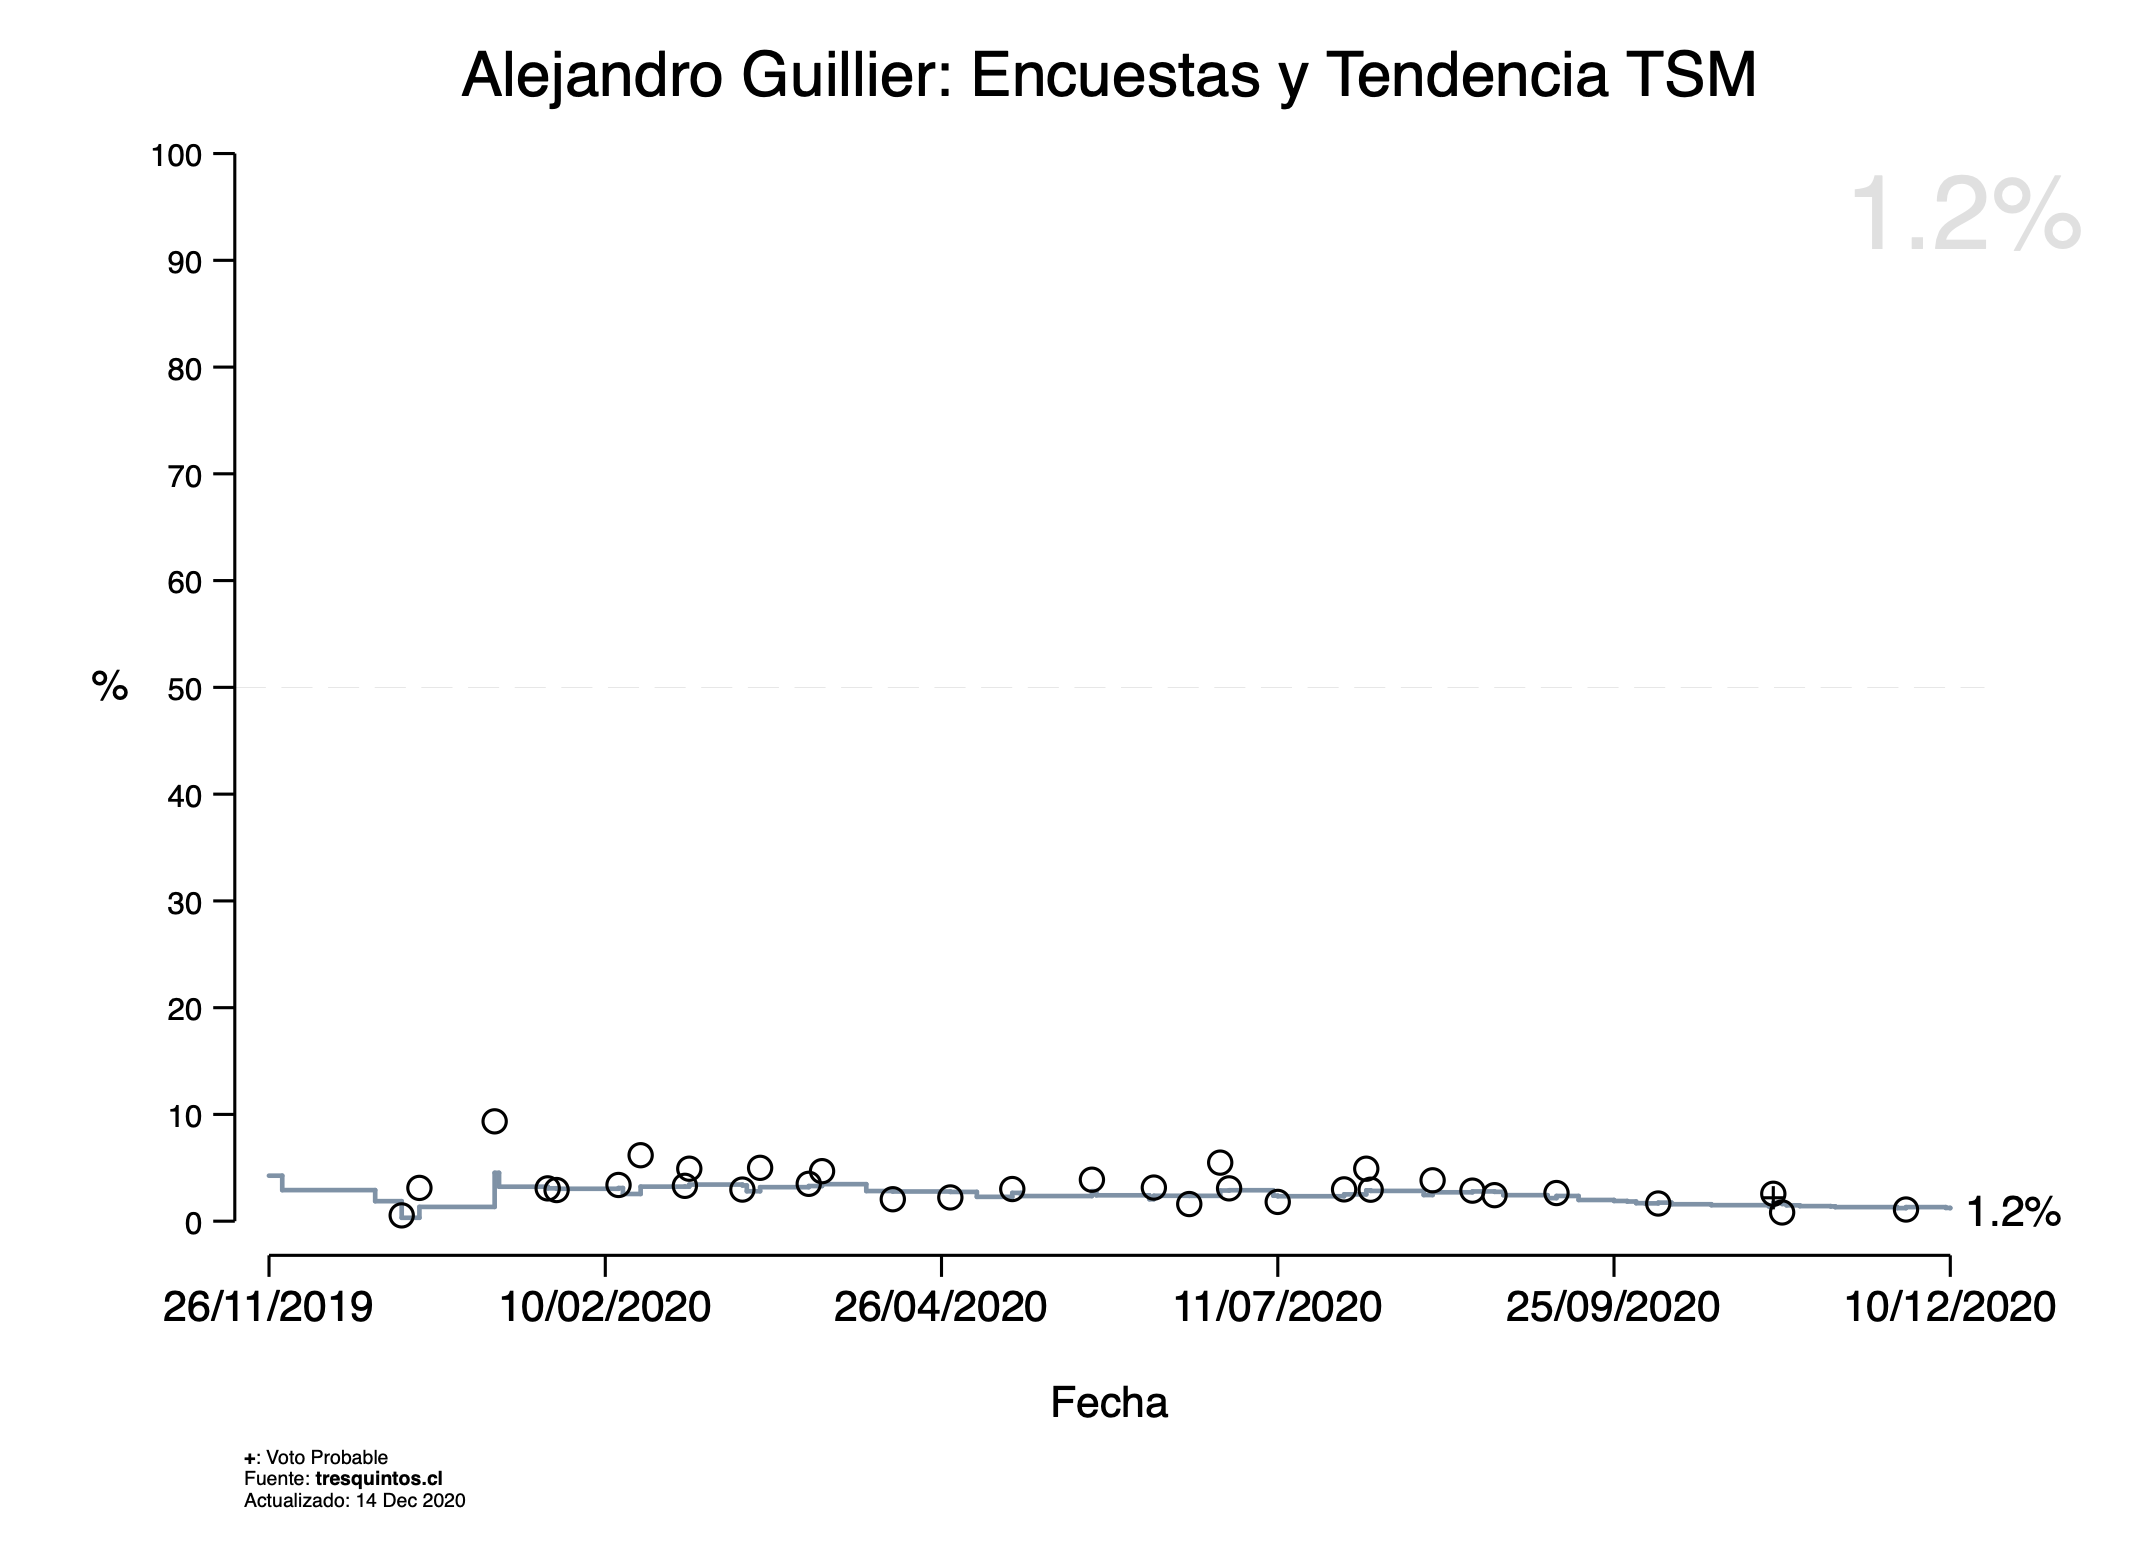 Alejandro Guillier: Encuestas y Tendencia TSM
1.2%
100
90
80
70
60
50
40
30
20
10
0
%
1.2%
26/11/2019 10/02/2020 26/04/2020 11/07/2020 25/09/2020 10/12/2020
Fecha
+: Voto Probable
Fuente: tresquintos.cl
Actualizado: 14 Dec 2020